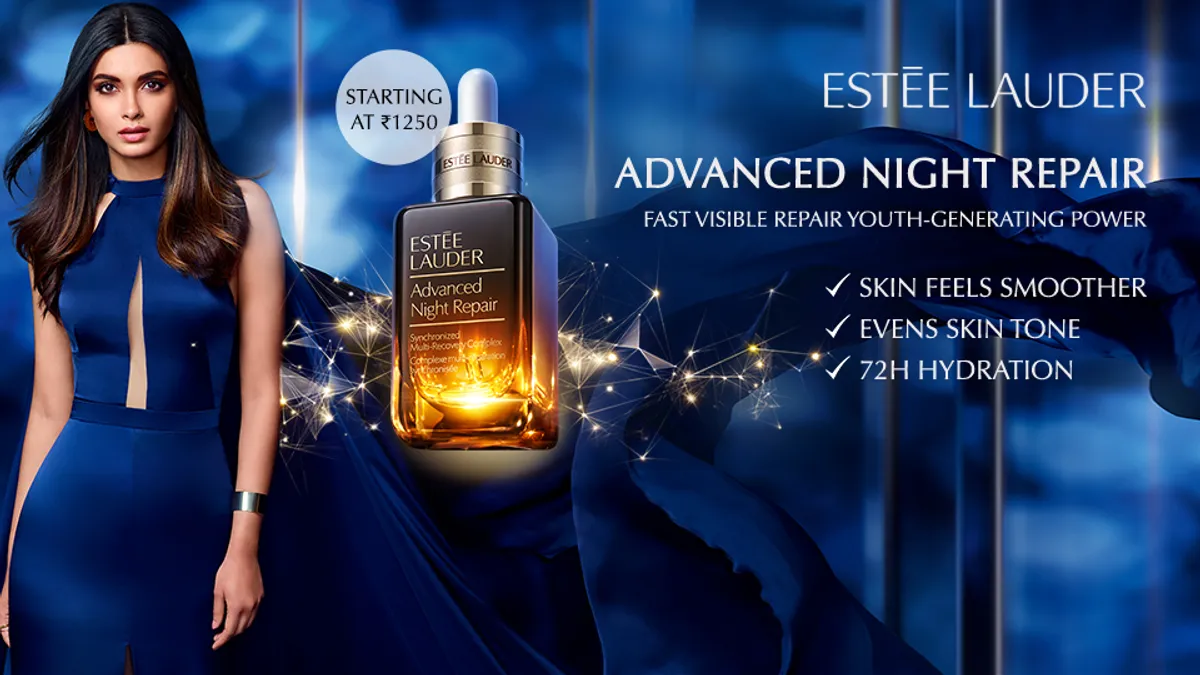 STARTING
AT ₹1250
ESTĒE LAUDER
ESTĒE
LAUDER
Advanced
Night Repair
Synchronized
Multi-Recovery Complex
Complexe multi-réparation
synchronisée
ESTĒE LAUDER
ADVANCED NIGHT REPAIR
FAST VISIBLE REPAIR YOUTH-GENERATING POWER
✓ SKIN FEELS SMOOTHER
✓ EVENS SKIN TONE
✓ 72H HYDRATION